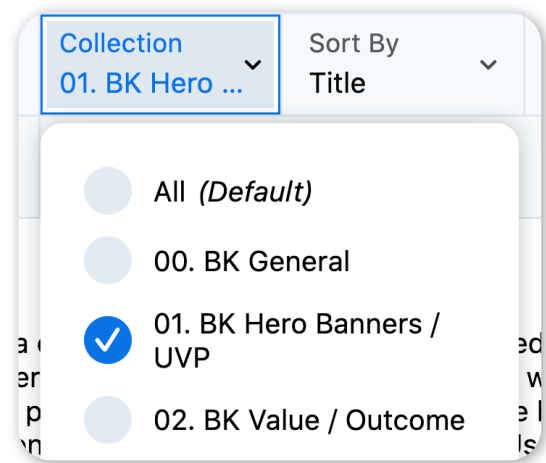 Collection
01. BK Hero ...
Sort By
Title
All (Default)
00. BK General
01. BK Hero Banners /
UVP
02. BK Value / Outcome